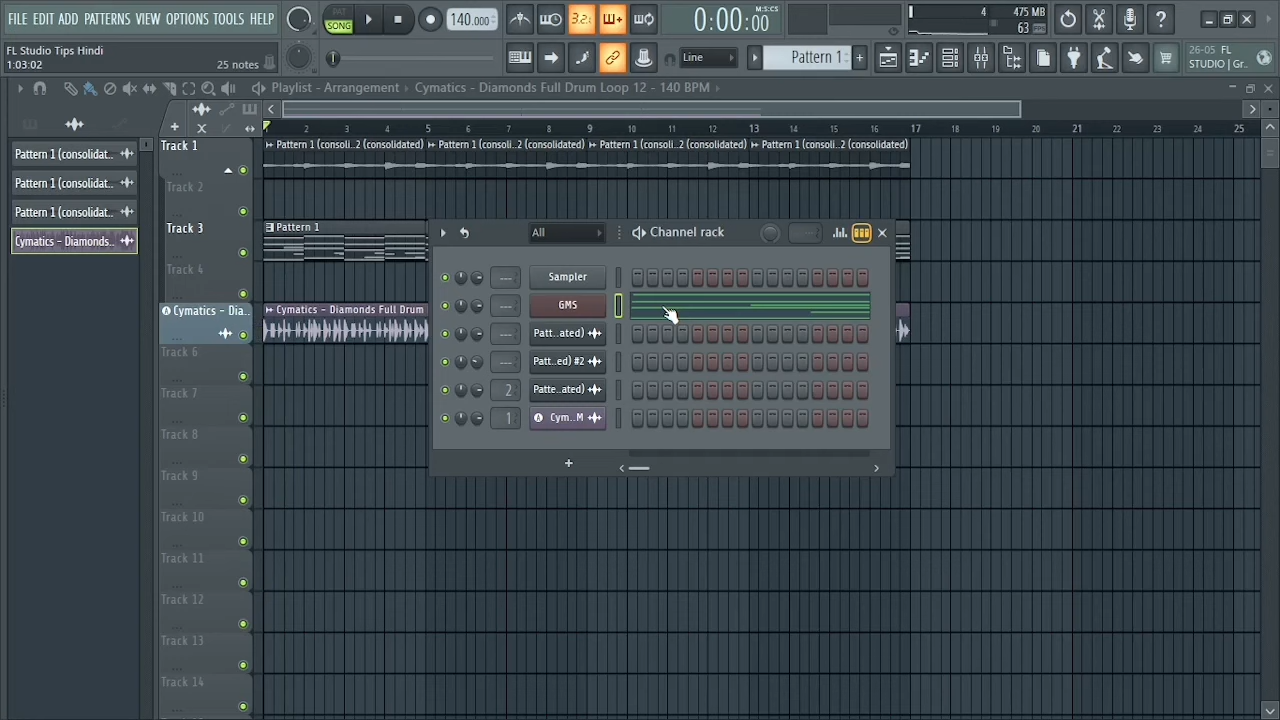 FILE EDIT ADD PATTERNS VIEW OPTIONS TOOLS HELP
PAT
SONG
140.000
3.2
0:00:00
M:S:CS
4
475 MB
63
FL Studio Tips Hindi
1:03:02
25 notes
Line
Pattern 1
26-05 FL
STUDIO | Gr..
Playlist - Arrangement
Cymatics - Diamonds Full Drum Loop 12 - 140 BPM
2 3 4 5 6 7 8 9 10 11 12 13 14 15 16 17 18 19 20 21 22 23 24 25
Pattern 1 (consolidat..
Pattern 1 (consolidat..
Pattern 1 (consolidat..
Cymatics - Diamonds..
Track 1
Pattern 1 (consoli..2 (consolidated)
Pattern 1 (consoli..2 (consolidated)
Pattern 1 (consoli..2 (consolidated)
Pattern 1 (consoli..2 (consolidated)
Track 2
Track 3
Pattern 1
Track 4
Cymatics - Dia..
Cymatics - Diamonds Full Drum
Track 6
Track 7
Track 8
Track 9
Track 10
Track 11
Track 12
Track 13
Track 14
All
Channel rack
Sampler
GMS
Patt..ated)
Patt..ed) #2
2
Patte..ated)
1
Cym..M